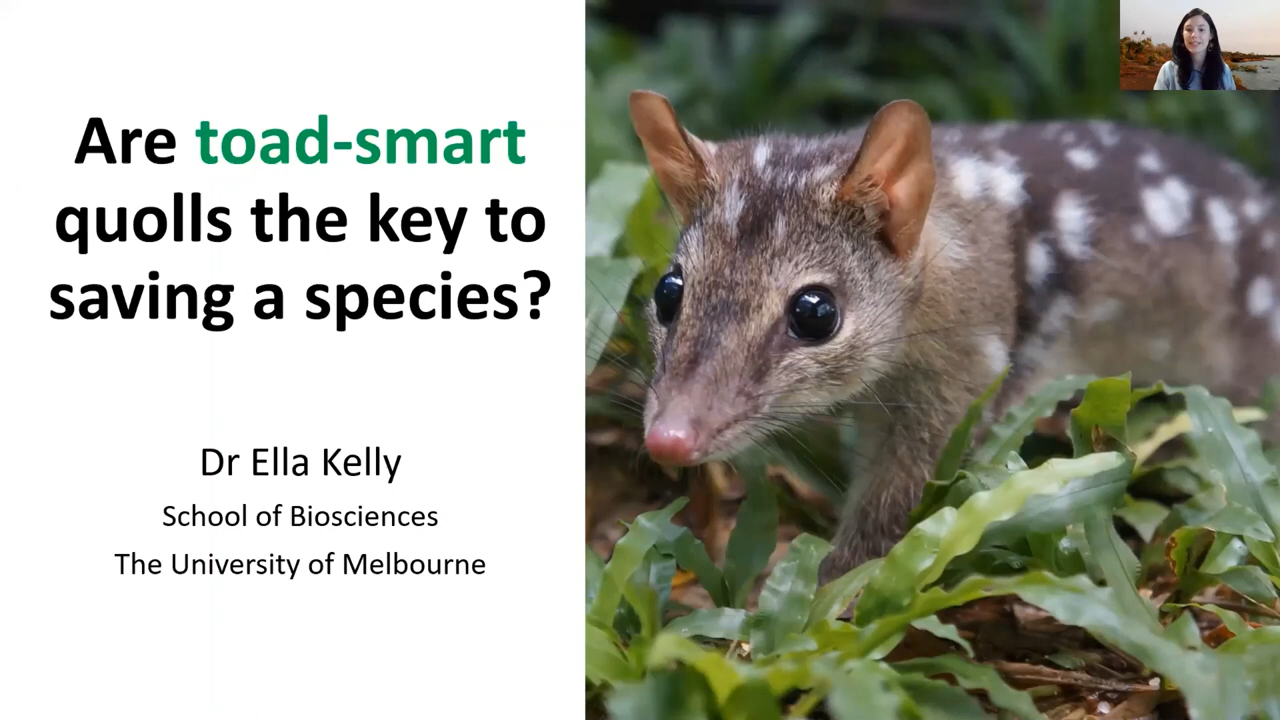 Are toad-smart
quolls the key to
saving a species?
Dr Ella Kelly
School of Biosciences
The University of Melbourne